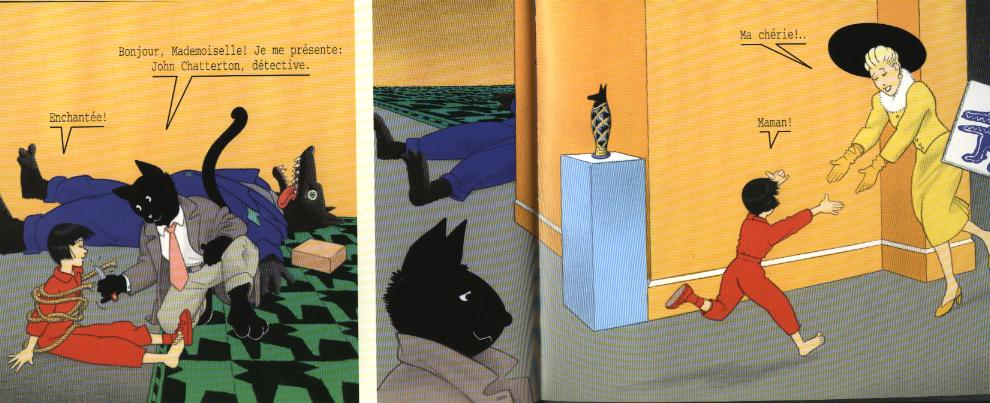 Bonjour, Mademoiselle! Je me présente:
John Chatterton, détective.
Enchantée!
Ma chérie!..
Maman!